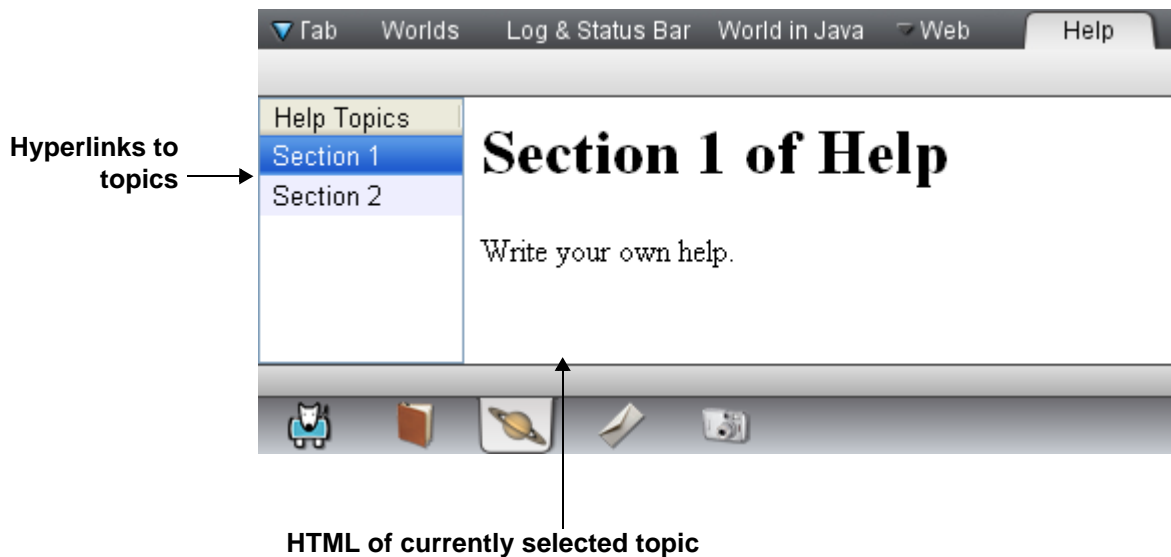 Tab Worlds Log & Status Bar World in Java Web Help
Help Topics
Section 1
Section 2
Hyperlinks to
topics
Section 1 of Help
Write your own help.
HTML of currently selected topic